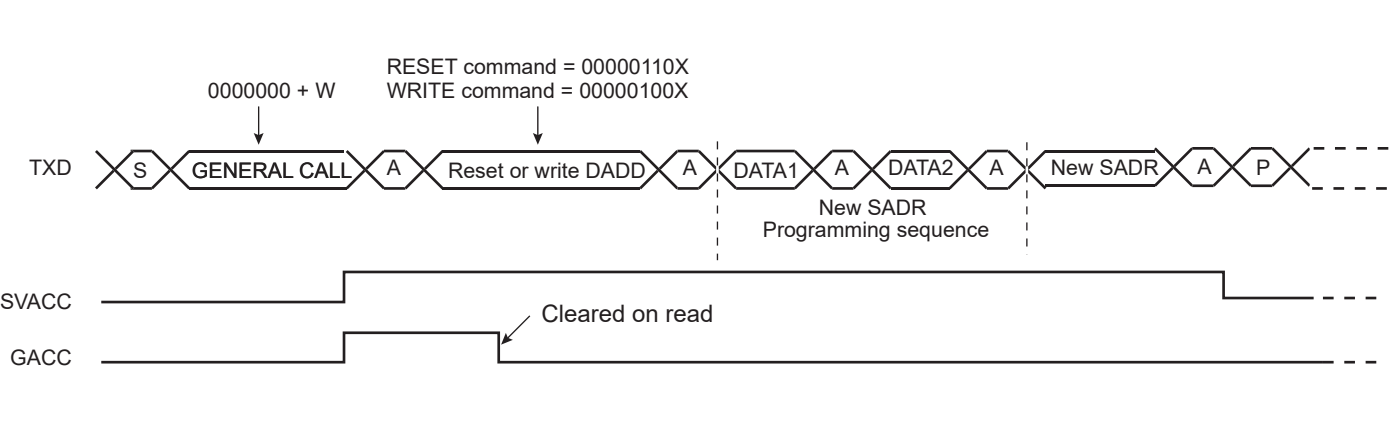 RESET command = 00000110X
0000000 + W
WRITE command = 00000100X
TXD
S
GENERAL CALL
A
Reset or write DADD
A
DATA1
A
DATA2
A
New SADR
A
P
New SADR
Programming sequence
SVACC
Cleared on read
GACC